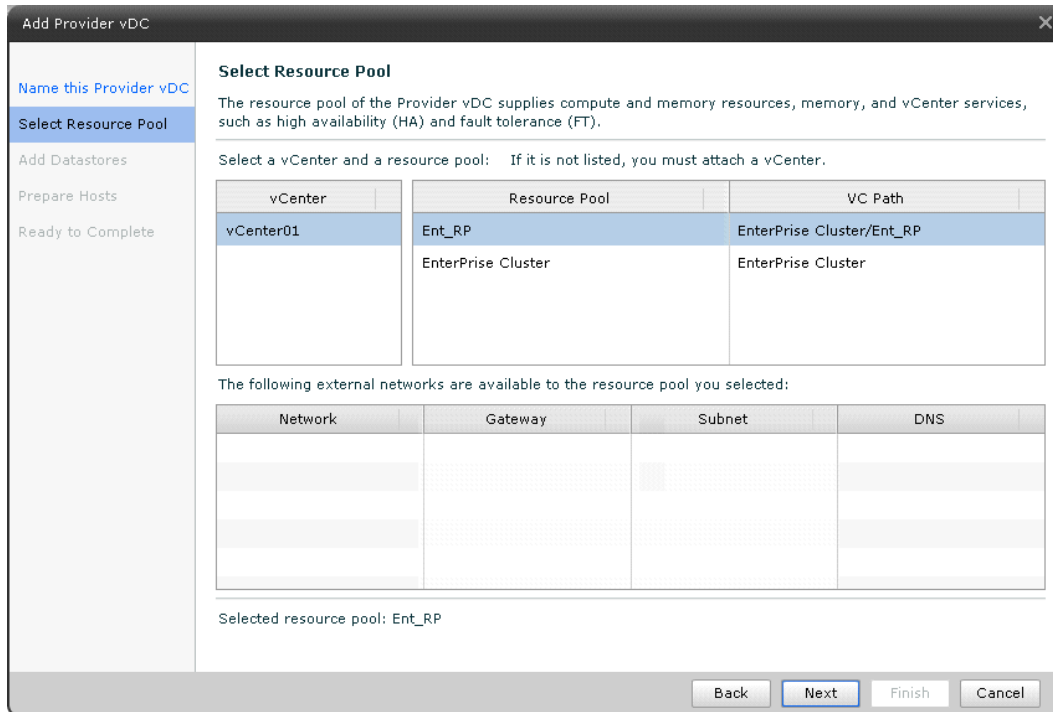 Add Provider vDC
Name this Provider vDC
Select Resource Pool
Add Datastores
Prepare Hosts
Ready to Complete
Select Resource Pool
The resource pool of the Provider vDC supplies compute and memory resources, memory, and vCenter services,
such as high availability (HA) and fault tolerance (FT).
Select a vCenter and a resource pool: If it is not listed, you must attach a vCenter.
vCenter Resource Pool VC Path
vCenter01 Ent_RP EnterPrise Cluster/Ent_RP
EnterPrise Cluster EnterPrise Cluster
The following external networks are available to the resource pool you selected:
Network Gateway Subnet DNS
Selected resource pool: Ent_RP
Back Next Finish Cancel